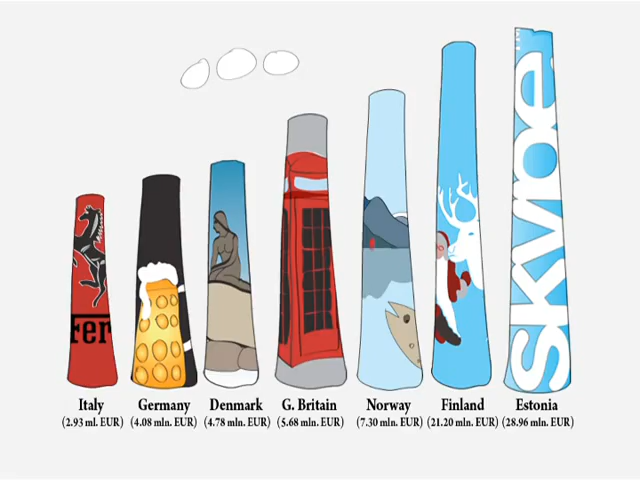 SKYPE
TM
Fer
Italy Germany Denmark G. Britain Norway Finland Estonia
(2.93 ml. EUR) (4.08 mln. EUR) (4.78 mln. EUR) (5.68 mln. EUR) (7.30 mln. EUR) (21.20 mln. EUR) (28.96 mln. EUR)